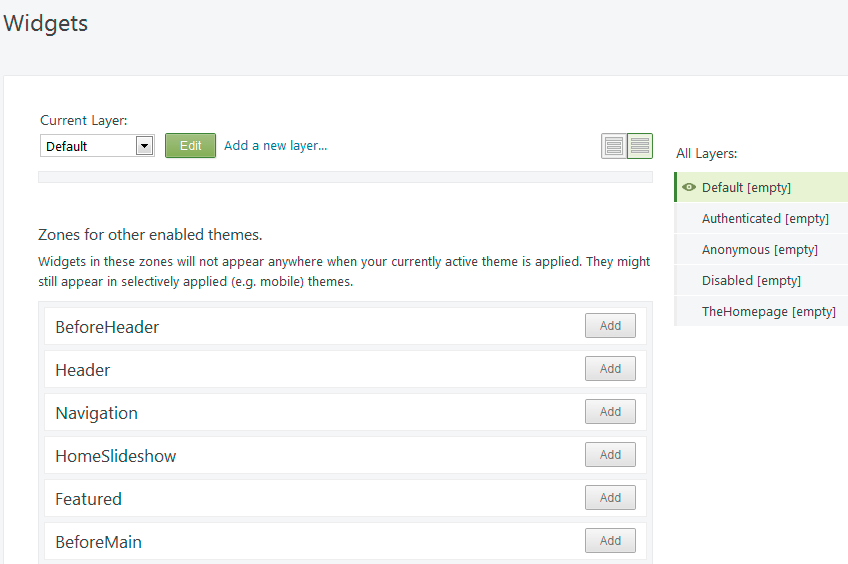 Widgets
Current Layer:
Default
Edit
Add a new layer...
All Layers:
Default [empty]
Authenticated [empty]
Anonymous [empty]
Disabled [empty]
TheHomepage [empty]
Zones for other enabled themes.
Widgets in these zones will not appear anywhere when your currently active theme is applied. They might
still appear in selectively applied (e.g. mobile) themes.
BeforeHeader Add
Header Add
Navigation Add
HomeSlideshow Add
Featured Add
BeforeMain Add